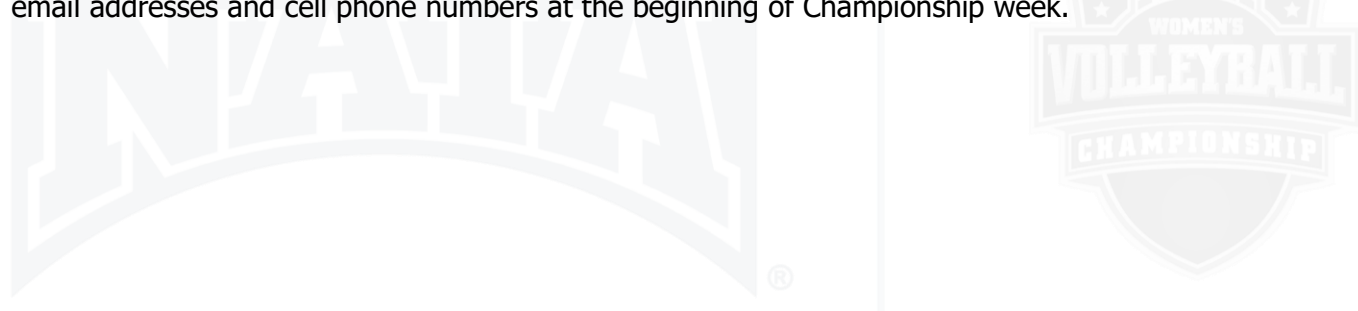 email addresses and cell phone numbers at the beginning of Championship week.
NAIA
®
WOMEN'S
VOLLEYBALL
CHAMPIONSHIP